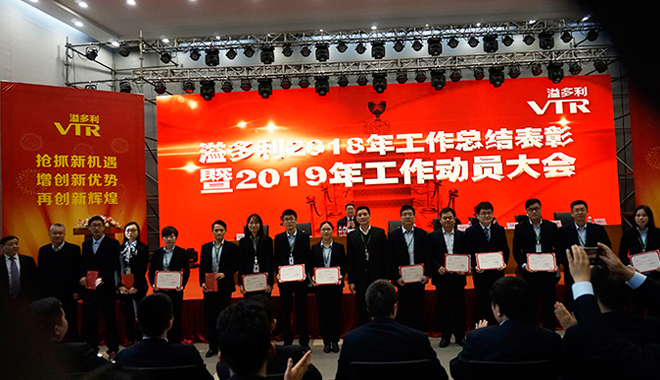 溢多利
VTR
抢抓新机遇
增创新优势
再创新辉煌
溢多利
VTR
溢多利2018年工作总结表彰
暨2019年工作动员大会